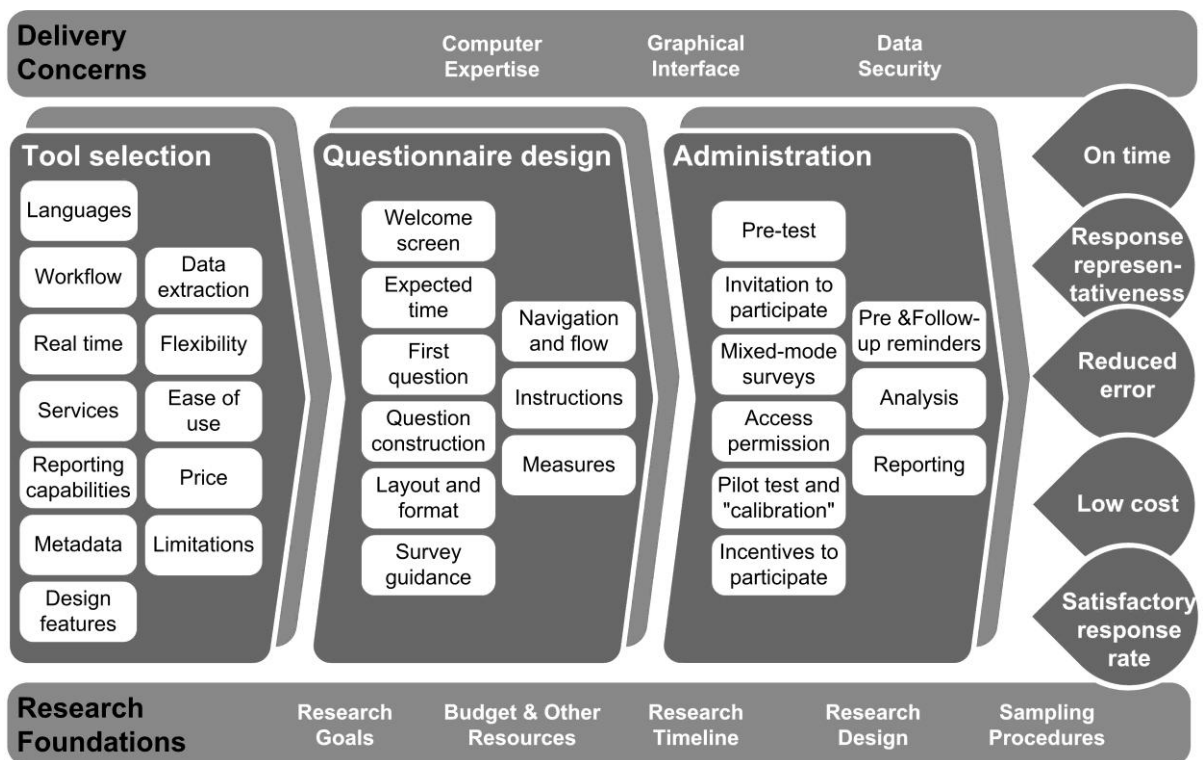 Delivery
Concerns
Computer
Expertise
Graphical
Interface
Data
Security
Tool selection
Languages
Workflow
Real time
Services
Reporting
capabilities
Metadata
Design
features
Data
extraction
Flexibility
Ease of
use
Price
Limitations
Questionnaire design
Welcome
screen
Expected
time
First
question
Question
construction
Layout and
format
Survey
guidance
Navigation
and flow
Instructions
Measures
Administration
Pre-test
Invitation to
participate
Mixed-mode
surveys
Access
permission
Pilot test and
"calibration"
Incentives to
participate
Pre &Follow-
up reminders
Analysis
Reporting
On time
Response
represen-
tativeness
Reduced
error
Low cost
Satisfactory
response
rate
Research
Foundations
Research
Goals
Budget & Other
Resources
Research
Timeline
Research
Design
Sampling
Procedures